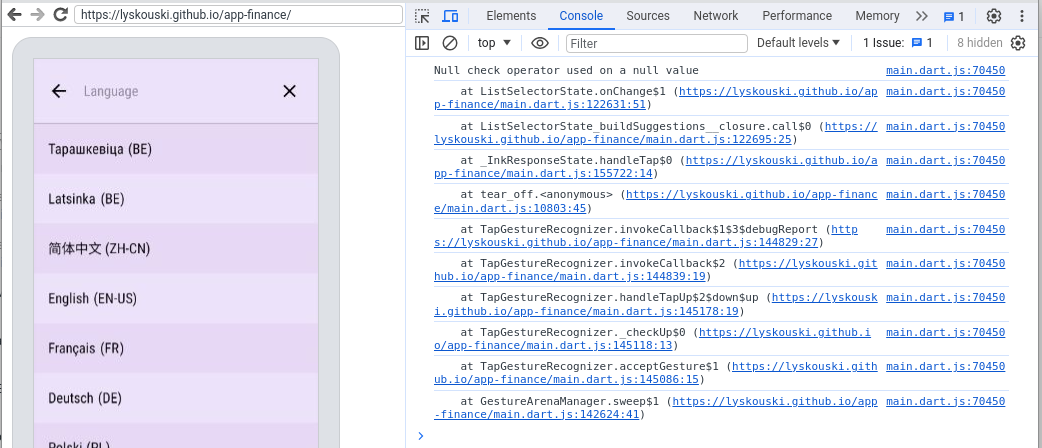 https://lyskouski.github.io/app-finance/
Language
Тарашкевіца (BE)
Latsinka (BE)
简体中文 (ZH-CN)
English (EN-US)
Français (FR)
Deutsch (DE)
Polski (PL)
Elements Console Sources Network Performance Memory 1
top Filter Default levels 1 Issue: 1 8 hidden
Null check operator used on a null value main.dart.js:70450
at ListSelectorState.onChange$1 (https://lyskouski.github.io/ap main.dart.js:70450
p-finance/main.dart.js:122631:51)
at ListSelectorState_buildSuggestions__closure.call$0 (https:// main.dart.js:70450
lyskouski.github.io/app-finance/main.dart.js:122695:25)
at _InkResponseState.handleTap$0 (https://lyskouski.github.io/a main.dart.js:70450
pp-finance/main.dart.js:155722:14)
at tear_off.<anonymous> (https://lyskouski.github.io/app-financ main.dart.js:70450
e/main.dart.js:10803:45)
at TapGestureRecognizer.invokeCallback$1$3$debugReport (http main.dart.js:70450
s://lyskouski.github.io/app-finance/main.dart.js:144829:27)
at TapGestureRecognizer.invokeCallback$2 (https://lyskouski.git main.dart.js:70450
hub.io/app-finance/main.dart.js:144839:19)
at TapGestureRecognizer.handleTapUp$2$down$up (https://lyskousk main.dart.js:70450
i.github.io/app-finance/main.dart.js:145178:19)
at TapGestureRecognizer._checkUp$0 (https://lyskouski.github.i main.dart.js:70450
o/app-finance/main.dart.js:145118:13)
at TapGestureRecognizer.acceptGesture$1 (https://lyskouski.gith main.dart.js:70450
ub.io/app-finance/main.dart.js:145086:15)
at GestureArenaManager.sweep$1 (https://lyskouski.github.io/app main.dart.js:70450
-finance/main.dart.js:142624:41)